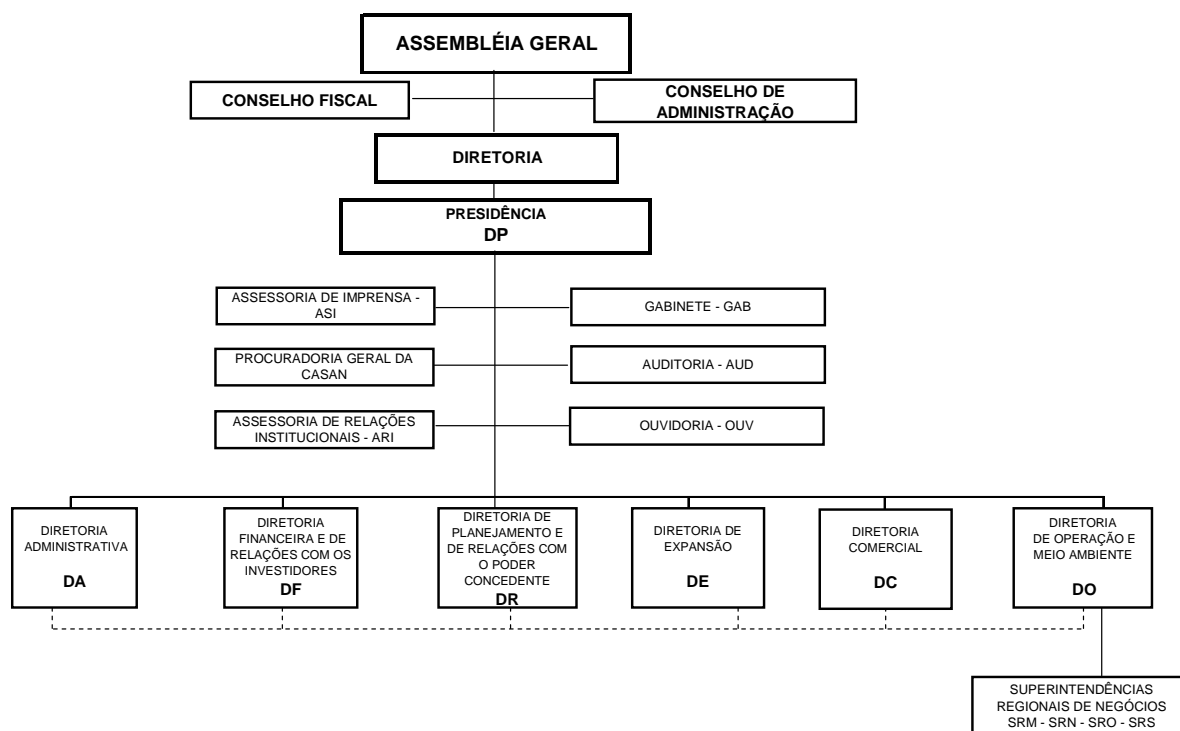 ASSEMBLÉIA GERAL
CONSELHO FISCAL
CONSELHO DE
ADMINISTRAÇÃO
DIRETORIA
PRESIDÊNCIA
DP
ASSESSORIA DE IMPRENSA -
ASI
GABINETE - GAB
PROCURADORIA GERAL DA
CASAN
AUDITORIA - AUD
ASSESSORIA DE RELAÇÕES
INSTITUCIONAIS - ARI
OUVIDORIA - OUV
DIRETORIA
ADMINISTRATIVA
DA
DIRETORIA
FINANCEIRA E DE
RELAÇÕES COM OS
INVESTIDORES
DF
DIRETORIA DE
PLANEJAMENTO E
DE RELAÇÕES COM
O PODER
CONCEDENTE
DR
DIRETORIA DE
EXPANSÃO
DE
DIRETORIA
COMERCIAL
DC
DIRETORIA
DE OPERAÇÃO E
MEIO AMBIENTE
DO
SUPERINTENDÊNCIAS
REGIONAIS DE NEGÓCIOS
SRM - SRN - SRO - SRS